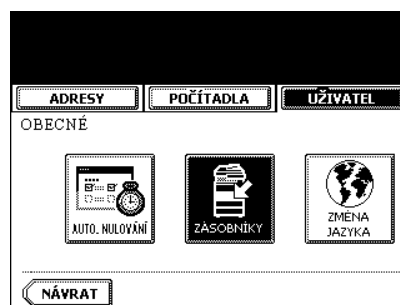 ADRESY POČÍTADLA UŽIVATEL
OBECNÉ
AUTO. NULOVÁNÍ ZÁSOBNÍKY ZMĚNA
JAZYKA
NÁVRAT